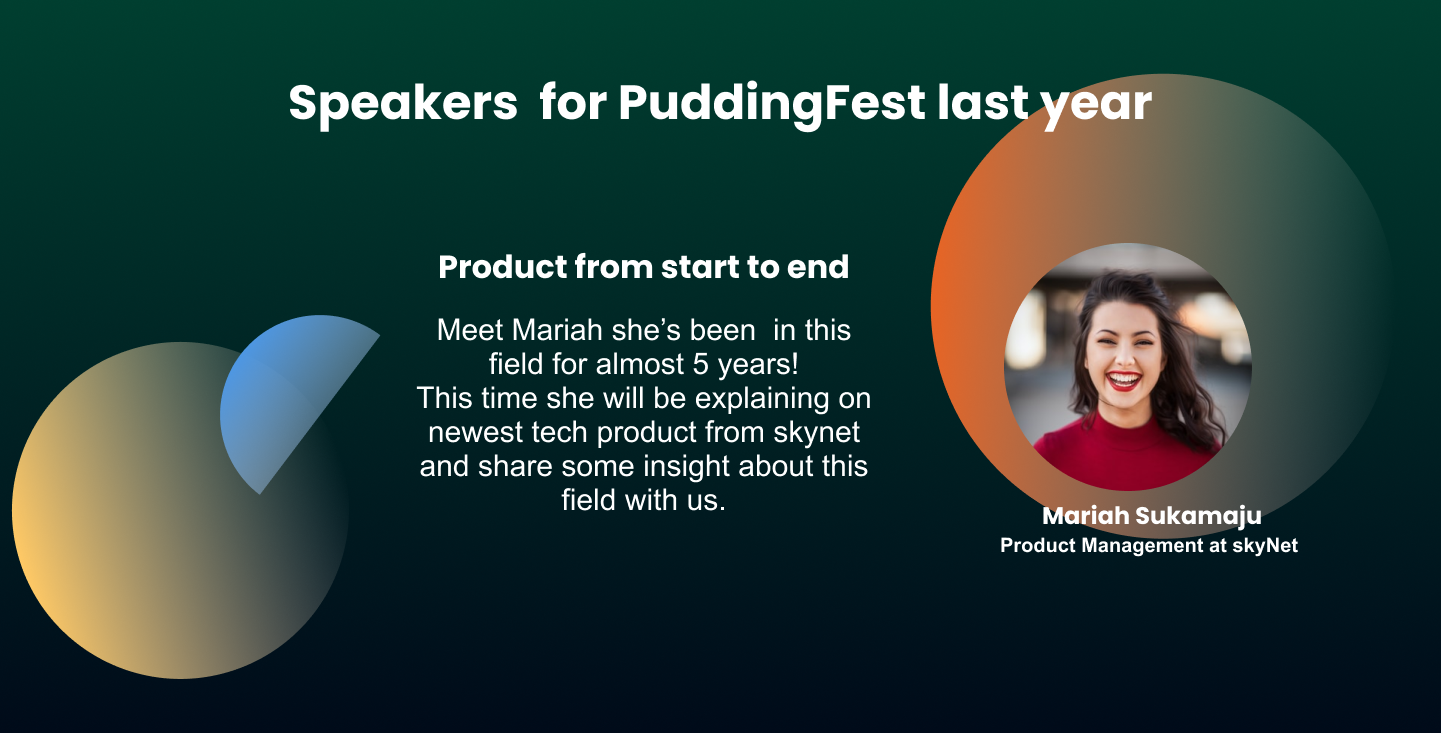 Speakers  for PuddingFest last year
Product from start to end
Meet Mariah she’s been  in this
field for almost 5 years!
This time she will be explaining on
newest tech product from skynet
and share some insight about this
field with us.
Mariah Sukamaju
Product Management at skyNet